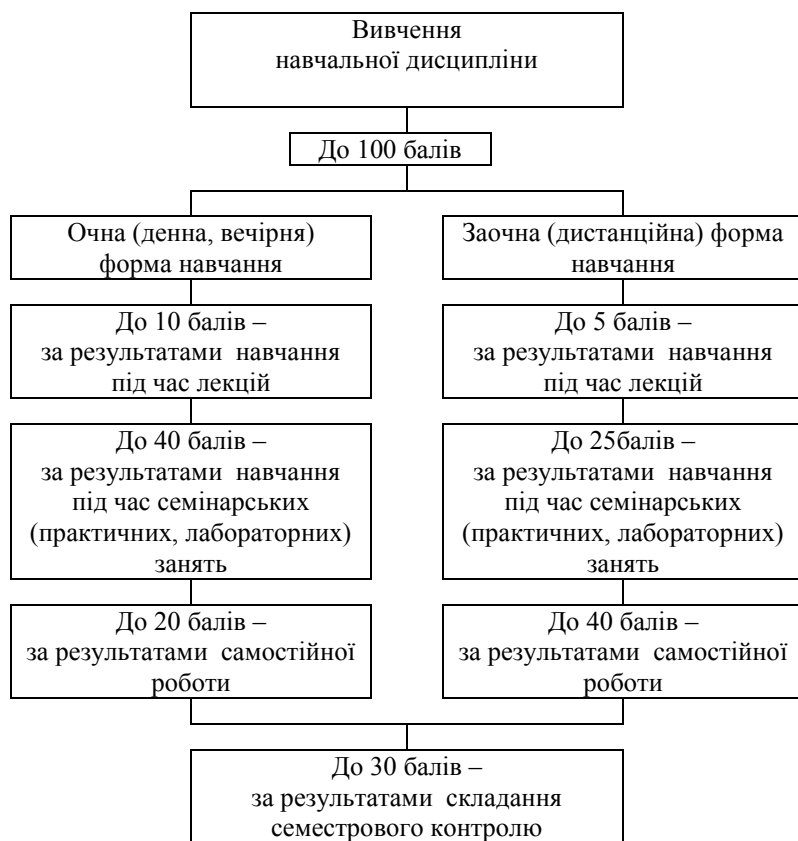 Вивчення
навчальної дисципліни
До 100 балів
Очна (денна, вечірня)
форма навчання
Заочна (дистанційна) форма
навчання
До 10 балів –
за результатами навчання
під час лекцій
До 5 балів –
за результатами навчання
під час лекцій
До 40 балів –
за результатами навчання
під час семінарських
(практичних, лабораторних)
занять
До 25балів –
за результатами навчання
під час семінарських
(практичних, лабораторних)
занять
До 20 балів –
за результатами самостійної
роботи
До 40 балів –
за результатами самостійної
роботи
До 30 балів –
за результатами складання
семестрового контролю